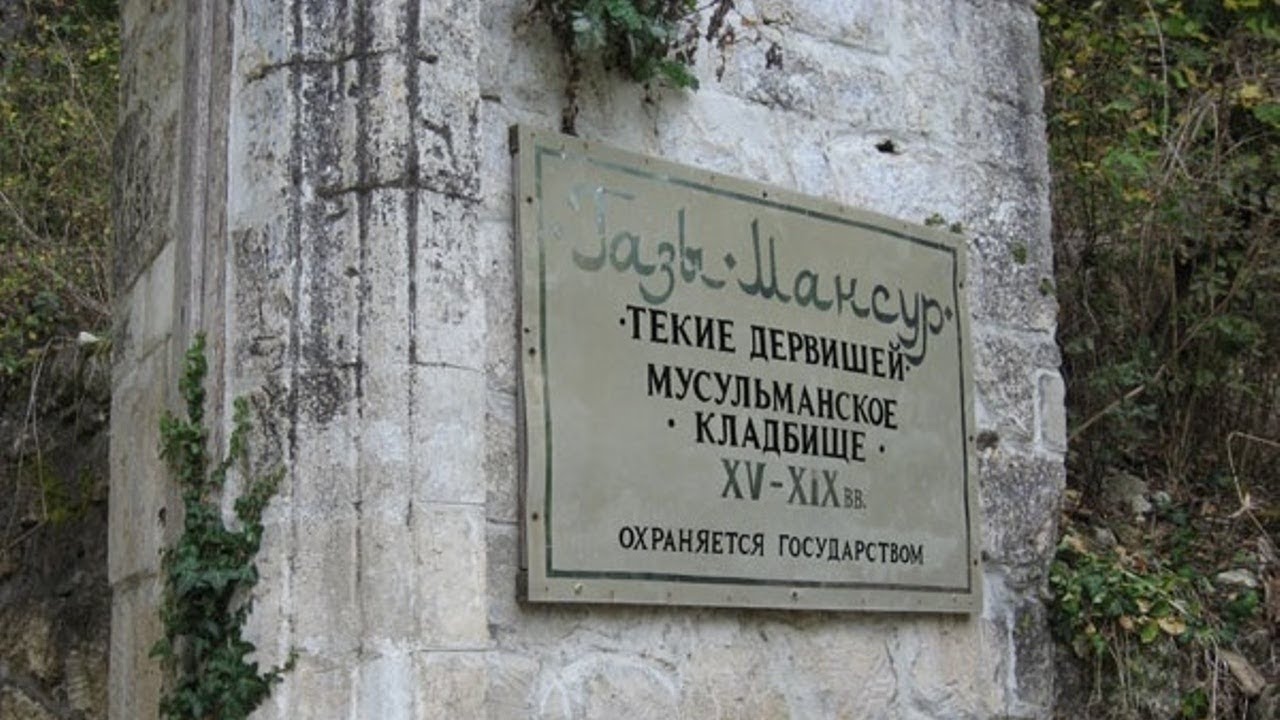 Газы·Мансур·
·ТЕКИЕ ДЕРВИШЕЙ·
МУСУЛЬМАНСКОЕ
· КЛАДБИЩЕ ·
XV-XIX ВВ.
ОХРАНЯЕТСЯ ГОСУДАРСТВОМ